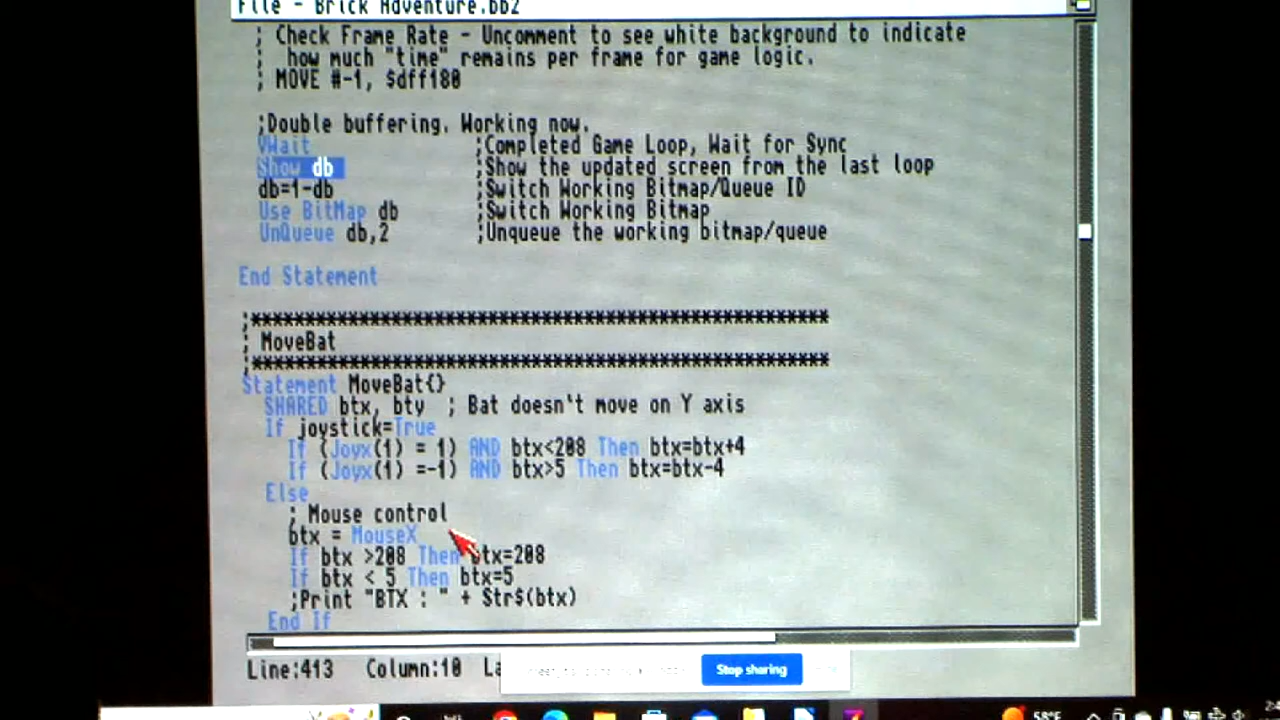 File - Brick Adventure.bb2
; Check Frame Rate - Uncomment to see white background to indicate
; how much "time" remains per frame for game logic.
; MOVE #-1, $dff180
;Double buffering. Working now.
VWait ;Completed Game Loop, Wait for Sync
Show db ;Show the updated screen from the last loop
db=1-db ;Switch Working Bitmap/Queue ID
Use BitMap db ;Switch Working Bitmap
UnQueue db,2 ;Unqueue the working bitmap/queue
End Statement
;*******************************************************
; MoveBat
;*******************************************************
Statement MoveBat{}
SHARED btx, bty ; Bat doesn't move on Y axis
If joystick=True
If (Joyx(1) = 1) AND btx<208 Then btx=btx+4
If (Joyx(1) =-1) AND btx>5 Then btx=btx-4
Else
; Mouse control
btx = MouseX
If btx >208 Then btx=208
If btx < 5 Then btx=5
;Print "BTX : " + Str$(btx)
End If
Line:413 Column:10 La
Stop sharing
58°F